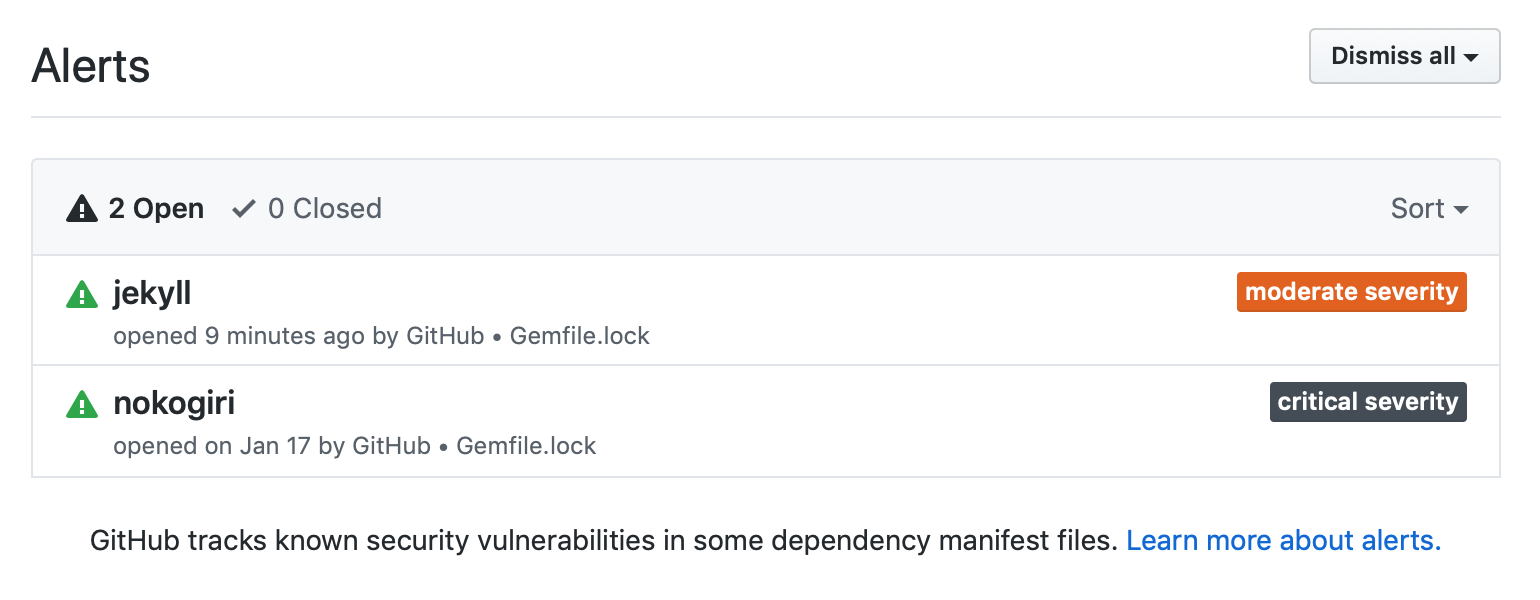 Alerts
Dismiss all
2 Open 0 Closed
Sort
jekyll
moderate severity
opened 9 minutes ago by GitHub • Gemfile.lock
nokogiri
critical severity
opened on Jan 17 by GitHub • Gemfile.lock
GitHub tracks known security vulnerabilities in some dependency manifest files. Learn more about alerts.